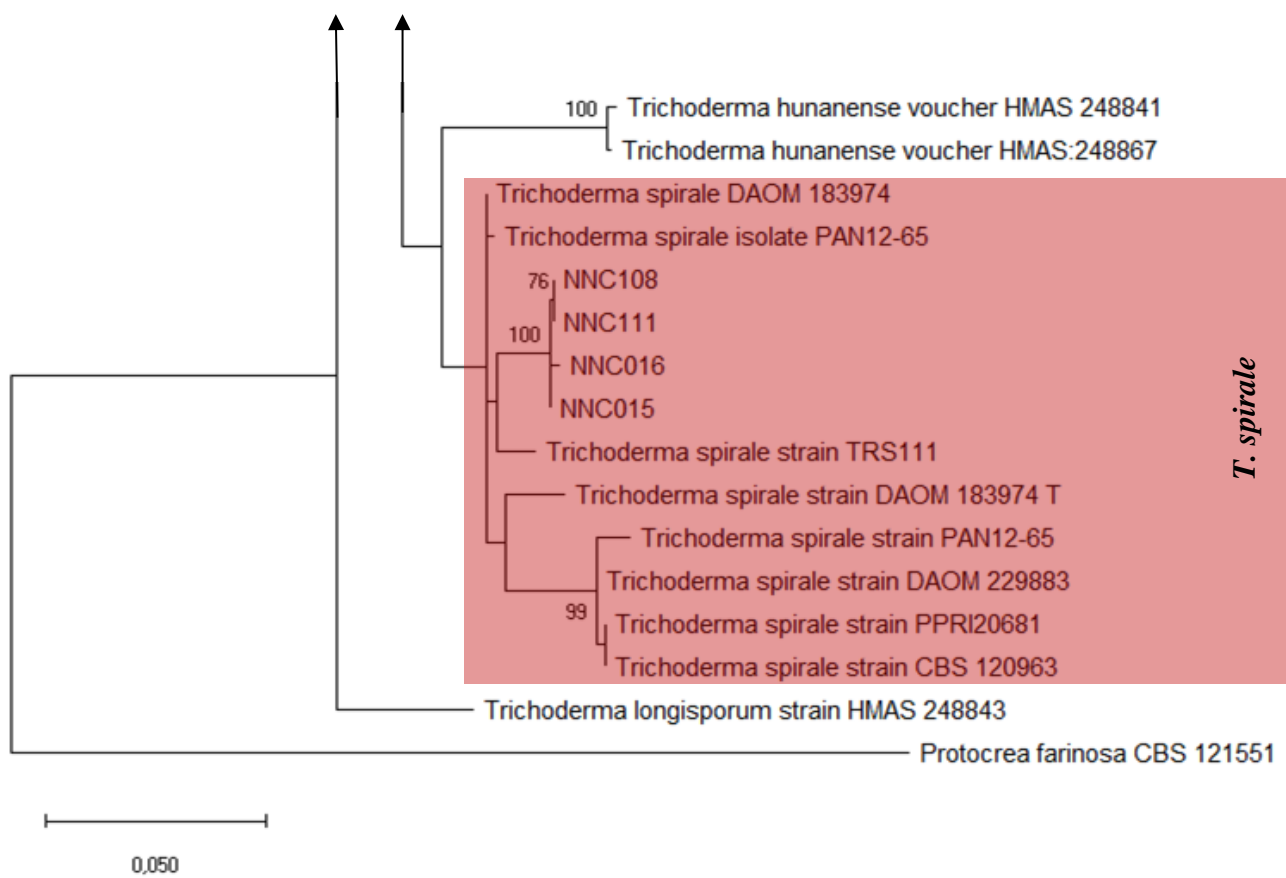 100
Trichoderma hunanense voucher HMAS 248841
Trichoderma hunanense voucher HMAS:248867
Trichoderma spirale DAOM 183974
Trichoderma spirale isolate PAN12-65
76
NNC108
NNC111
100
NNC016
NNC015
T. spirale
Trichoderma spirale strain TRS111
Trichoderma spirale strain DAOM 183974 T
Trichoderma spirale strain PAN12-65
Trichoderma spirale strain DAOM 229883
99
Trichoderma spirale strain PPRI20681
Trichoderma spirale strain CBS 120963
Trichoderma longisporum strain HMAS 248843
Protocrea farinosa CBS 121551
0,050